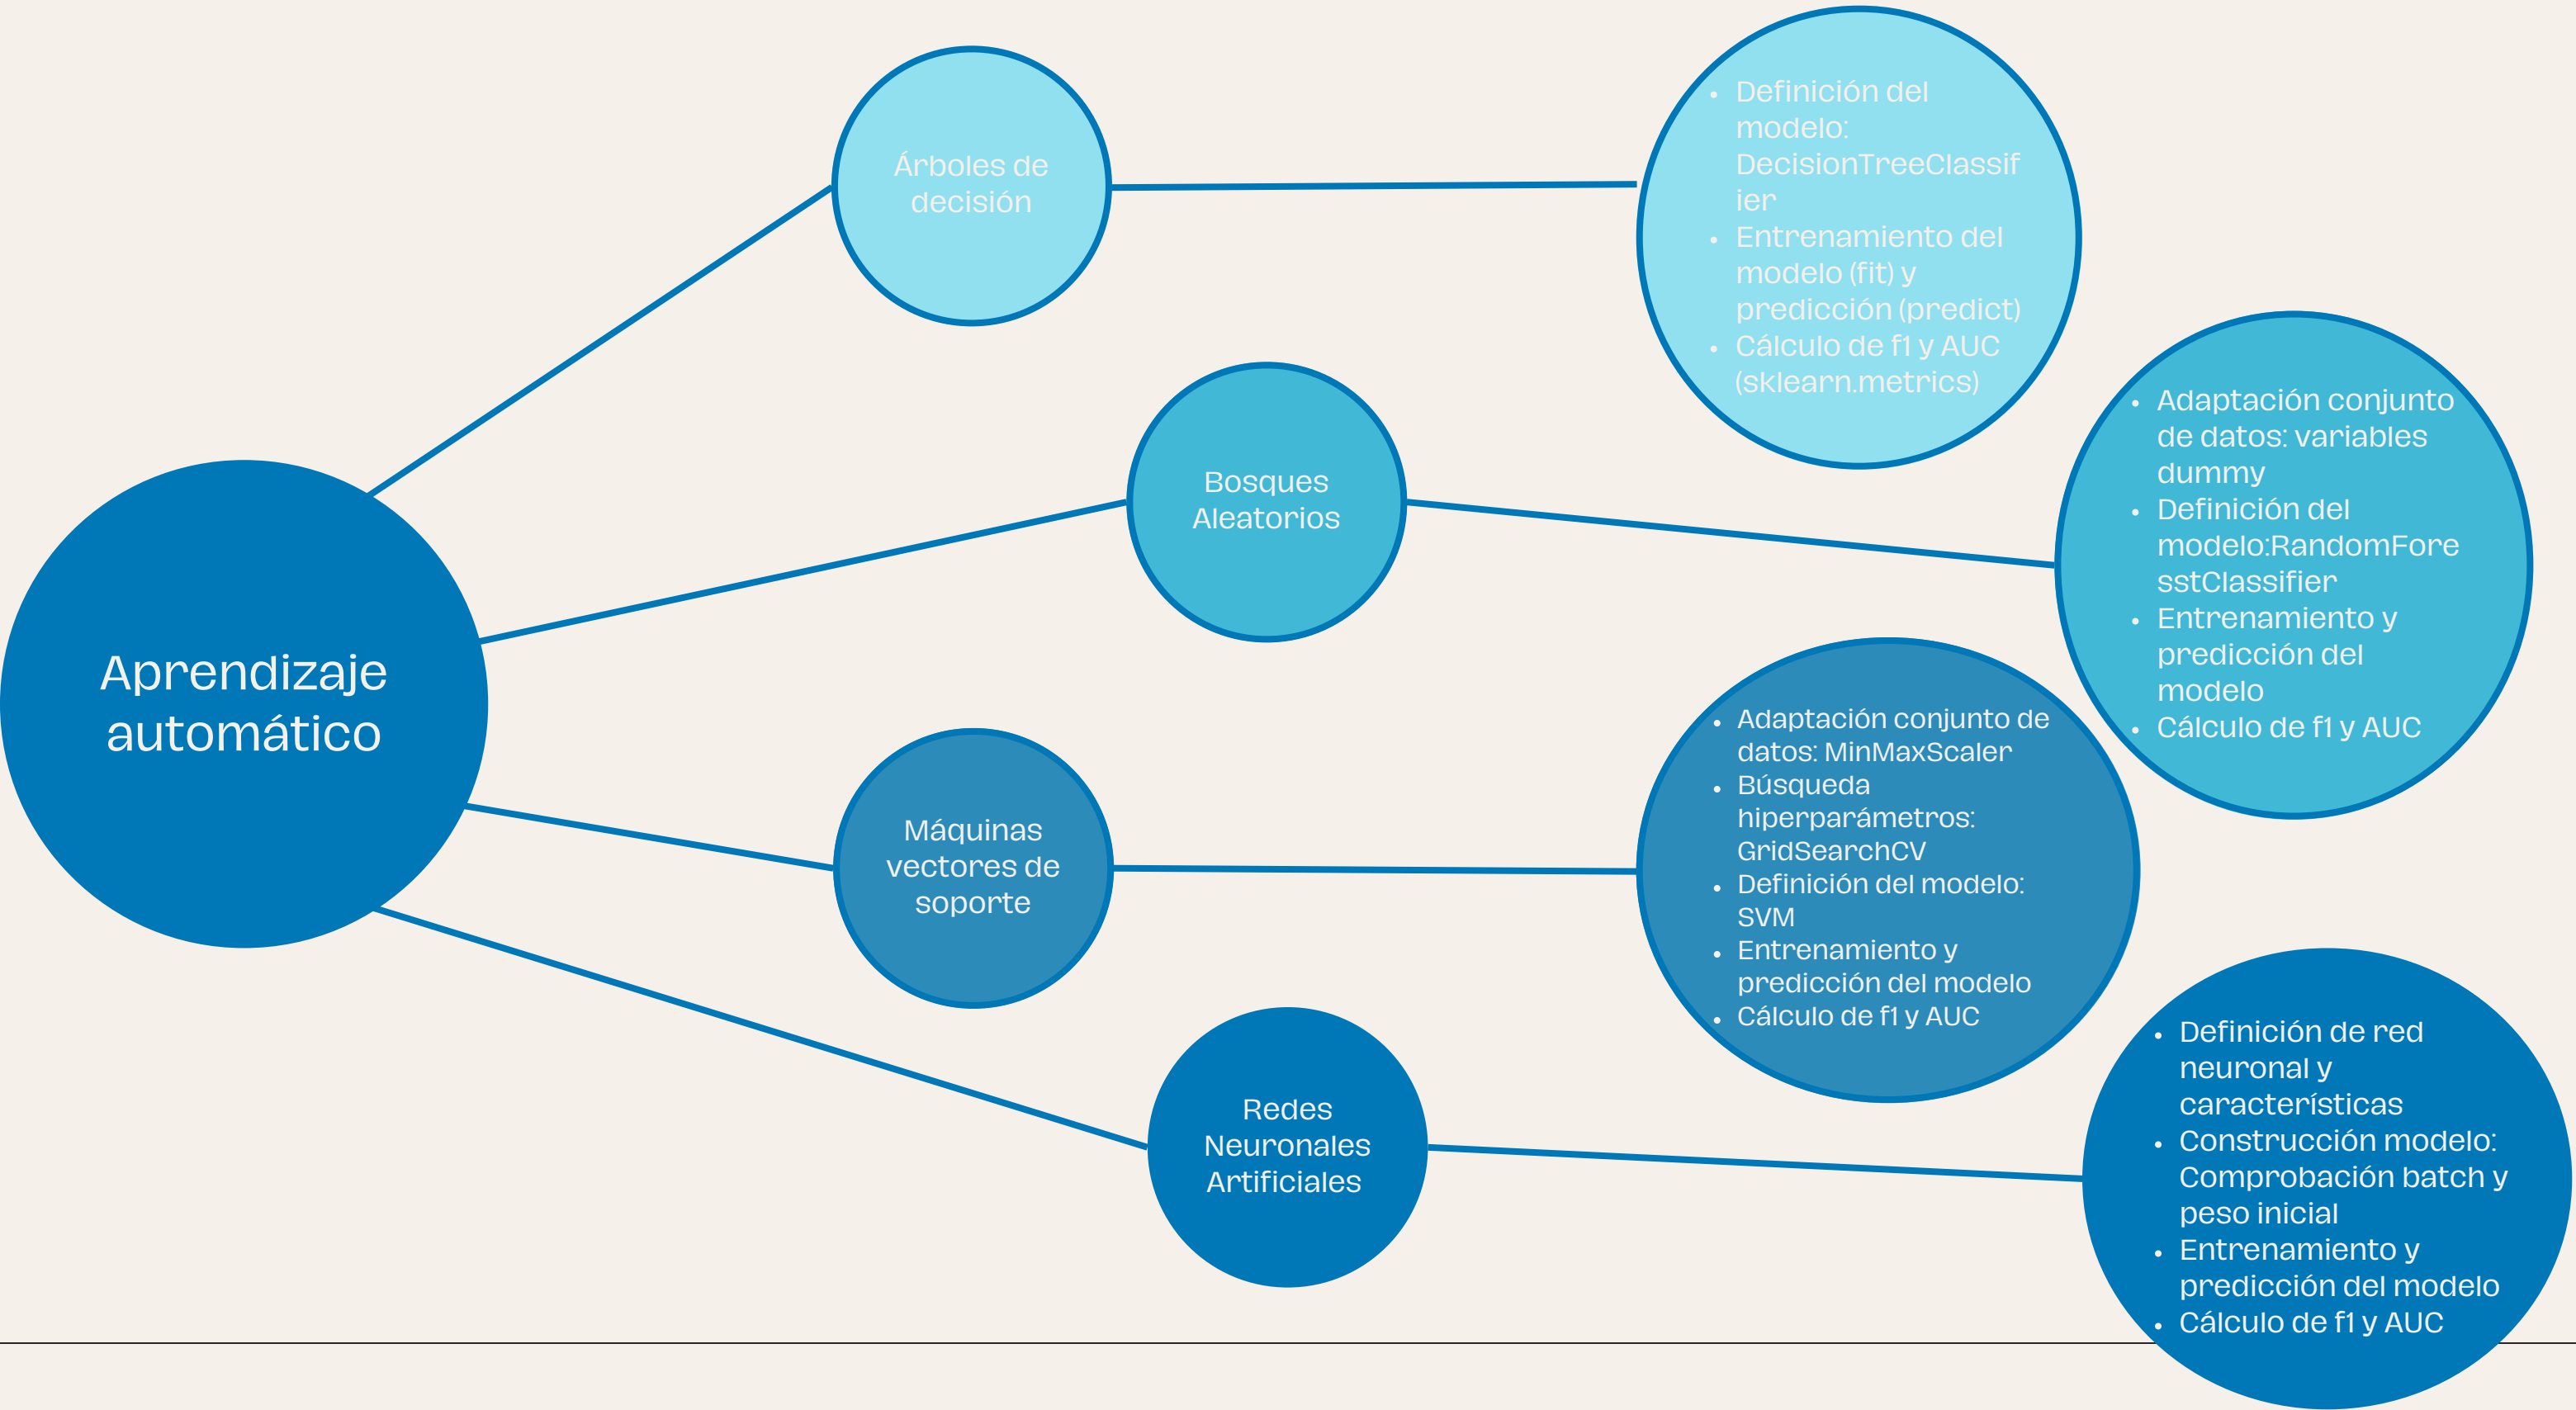 Aprendizaje
automático
Árboles de
decisión
• Definición del
modelo:
DecisionTreeClassif
ier
• Entrenamiento del
modelo (fit) y
predicción (predict)
• Cálculo de f1 y AUC
(sklearn.metrics)
Bosques
Aleatorios
• Adaptación conjunto
de datos: variables
dummy
• Definición del
modelo:RandomFore
sstClassifier
• Entrenamiento y
predicción del
modelo
• Cálculo de f1 y AUC
Máquinas
vectores de
soporte
• Adaptación conjunto de
datos: MinMaxScaler
• Búsqueda
hiperparámetros:
GridSearchCV
• Definición del modelo:
SVM
• Entrenamiento y
predicción del modelo
• Cálculo de f1 y AUC
Redes
Neuronales
Artificiales
• Definición de red
neuronal y
características
• Construcción modelo:
Comprobación batch y
peso inicial
• Entrenamiento y
predicción del modelo
• Cálculo de f1 y AUC